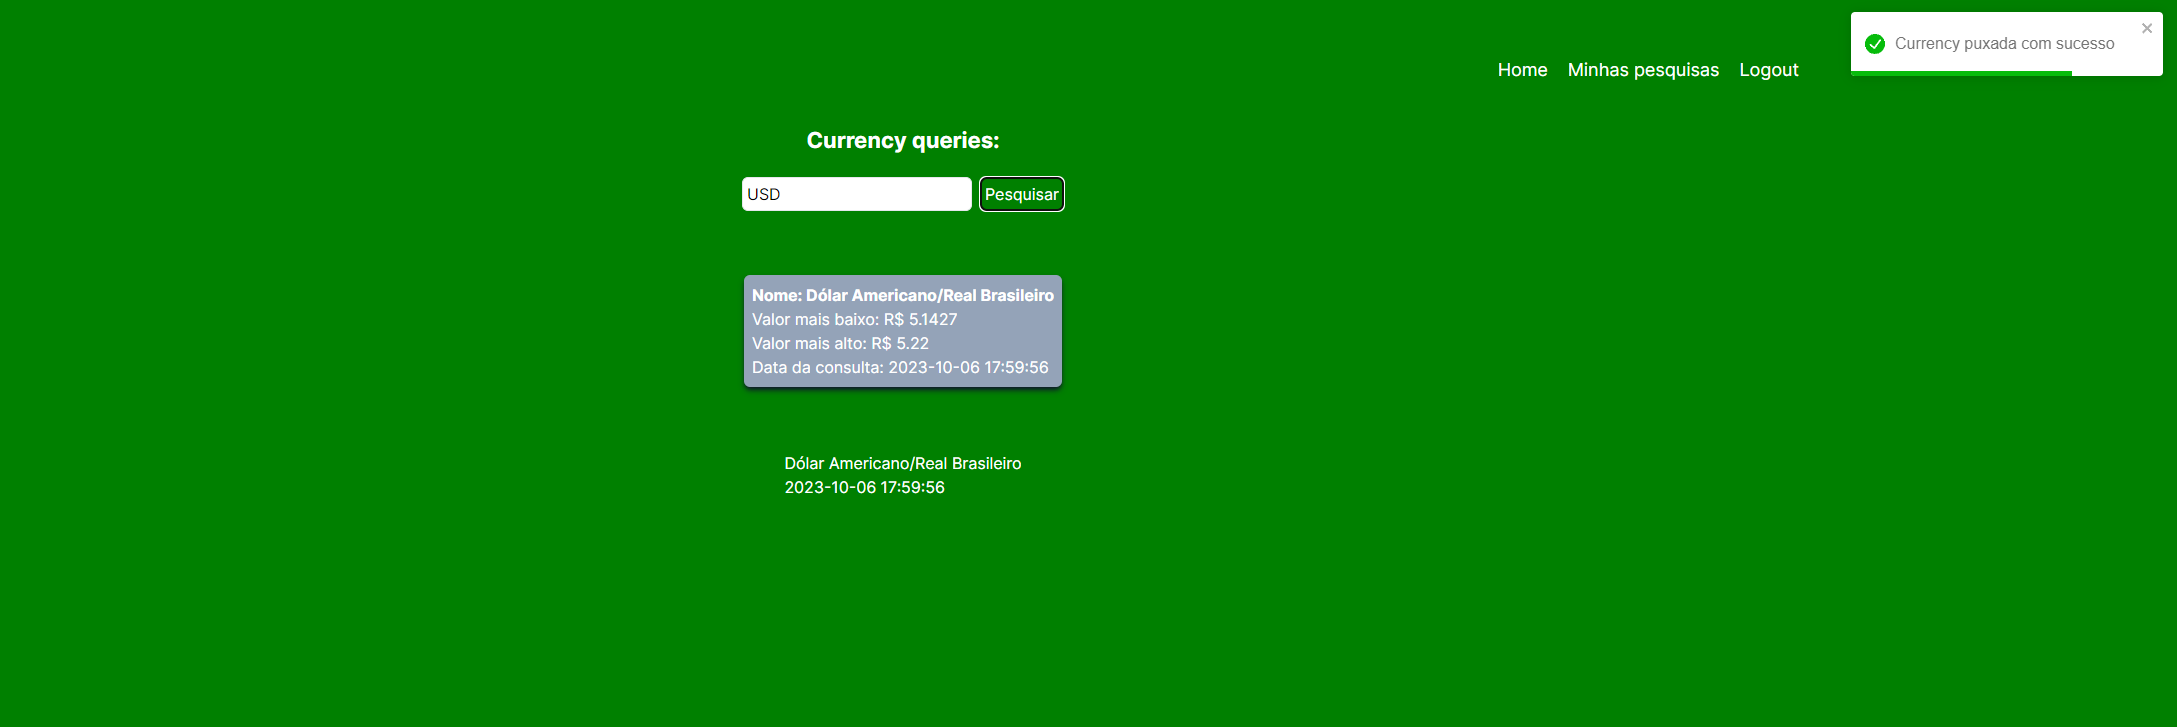 Currency puxada com sucesso
Home Minhas pesquisas Logout
Currency queries:
USD Pesquisar
Nome: Dólar Americano/Real Brasileiro
Valor mais baixo: R$ 5.1427
Valor mais alto: R$ 5.22
Data da consulta: 2023-10-06 17:59:56
Dólar Americano/Real Brasileiro
2023-10-06 17:59:56